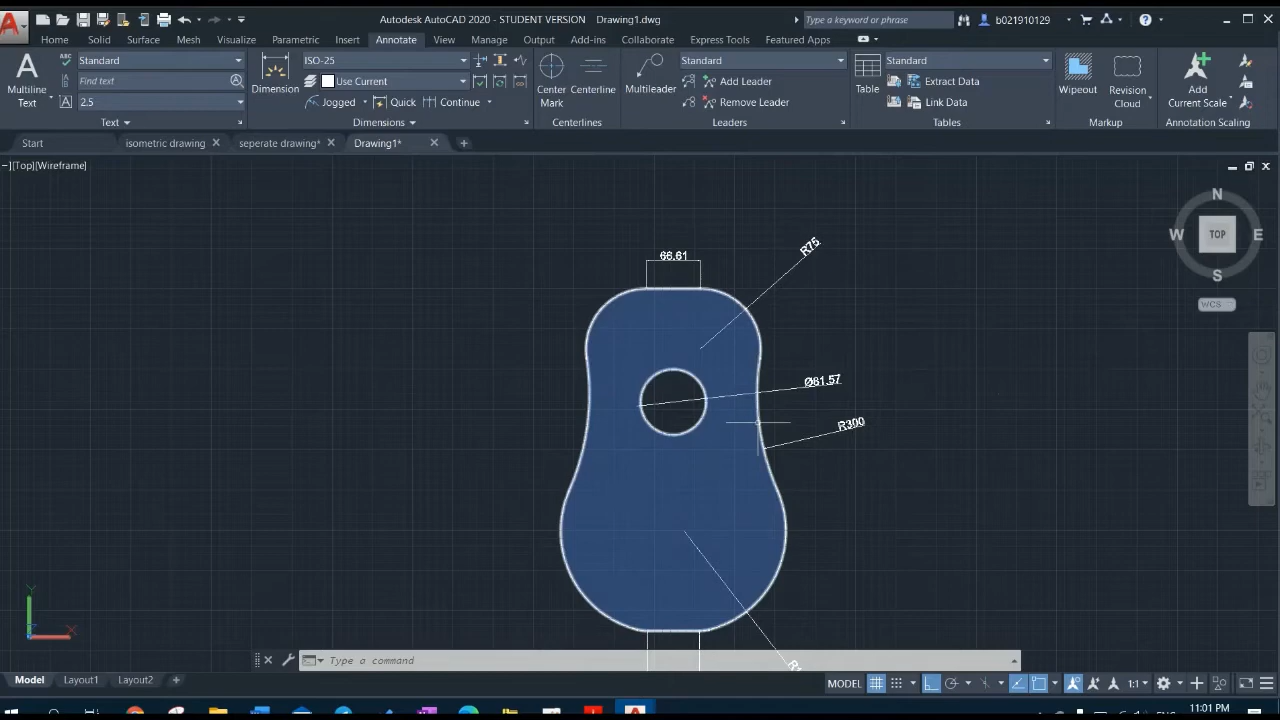 Autodesk AutoCAD 2020 - STUDENT VERSION Drawing1.dwg Type a keyword or phrase b021910129
Home Solid Surface Mesh Visualize Parametric Insert Annotate View Manage Output Add-ins Collaborate Express Tools Featured Apps
Multiline Text
Standard
Find text
2.5
Text
Dimension
ISO-25
Use Current
Jogged Quick Continue
Dimensions
Center Mark
Centerline
Centerlines
Multileader
Standard
Add Leader
Remove Leader
Leaders
Table
Standard
Extract Data
Link Data
Tables
Wipeout
Revision Cloud
Markup
Add Current Scale
Annotation Scaling
Start isometric drawing seperate drawing* Drawing1*
[Top][Wireframe]
N
W TOP E
S
WCS
66.61
R75
Ø81.57
R300
R1
Y
X
Type a command
Model Layout1 Layout2
MODEL 1:1
ENG 11:01 PM